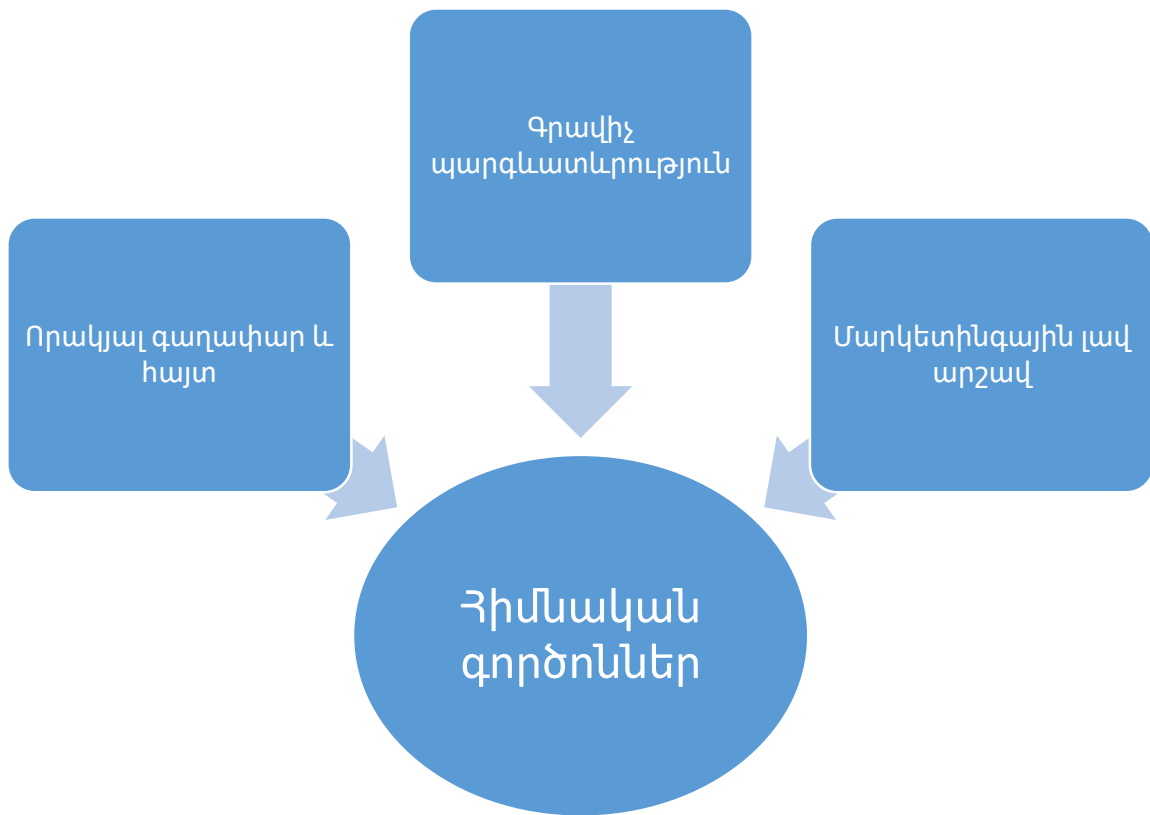 Գրավիչ
պարգևատևրություն
Որակյալ գաղափար և
հայտ
Մարկետինգային լավ
արշավ
Հիմնական
գործոններ